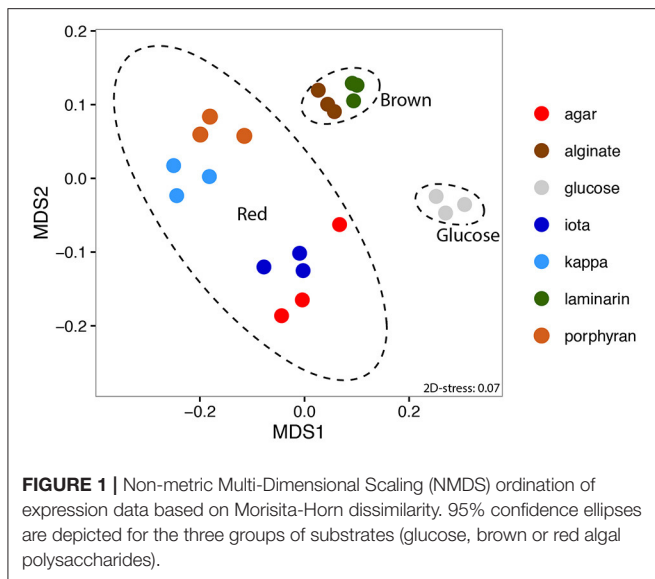 0.2
0.1
0.0
−0.1
−0.2
MDS2
Brown
Red
Glucose
2D-stress: 0.07
−0.2
0.0
0.2
MDS1
agar
alginate
glucose
iota
kappa
laminarin
porphyran
FIGURE 1 | Non-metric Multi-Dimensional Scaling (NMDS) ordination of
expression data based on Morisita-Horn dissimilarity. 95% confidence ellipses
are depicted for the three groups of substrates (glucose, brown or red algal
polysaccharides).